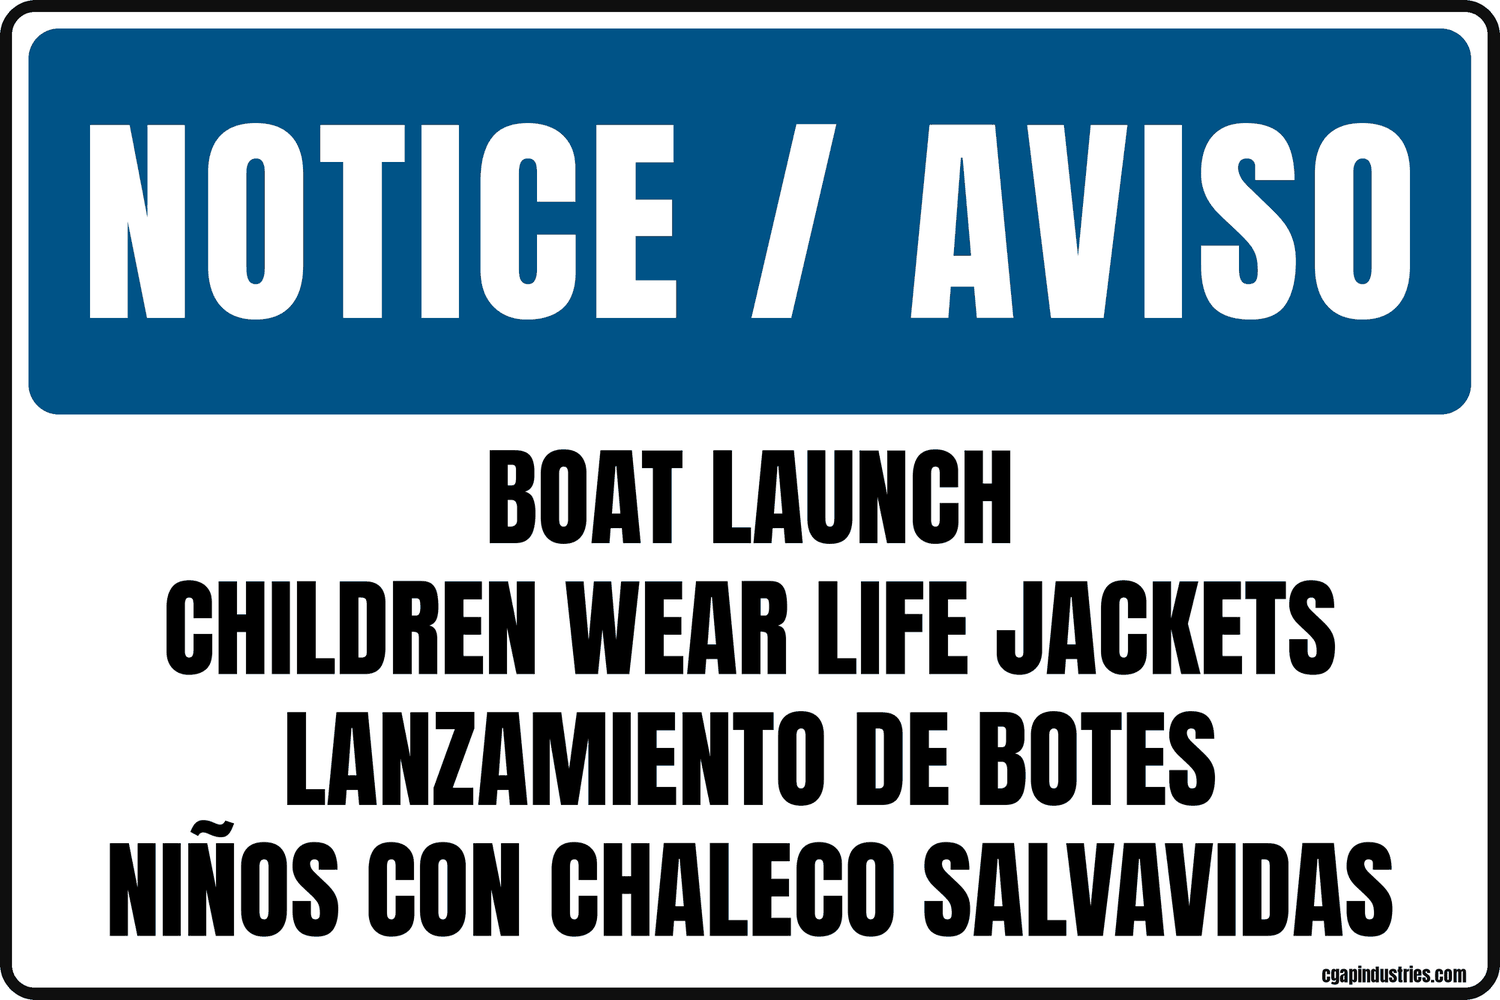 NOTICE / AVISO
BOAT LAUNCH
CHILDREN WEAR LIFE JACKETS
LANZAMIENTO DE BOTES
NIÑOS CON CHALECO SALVAVIDAS
cgapindustries.com